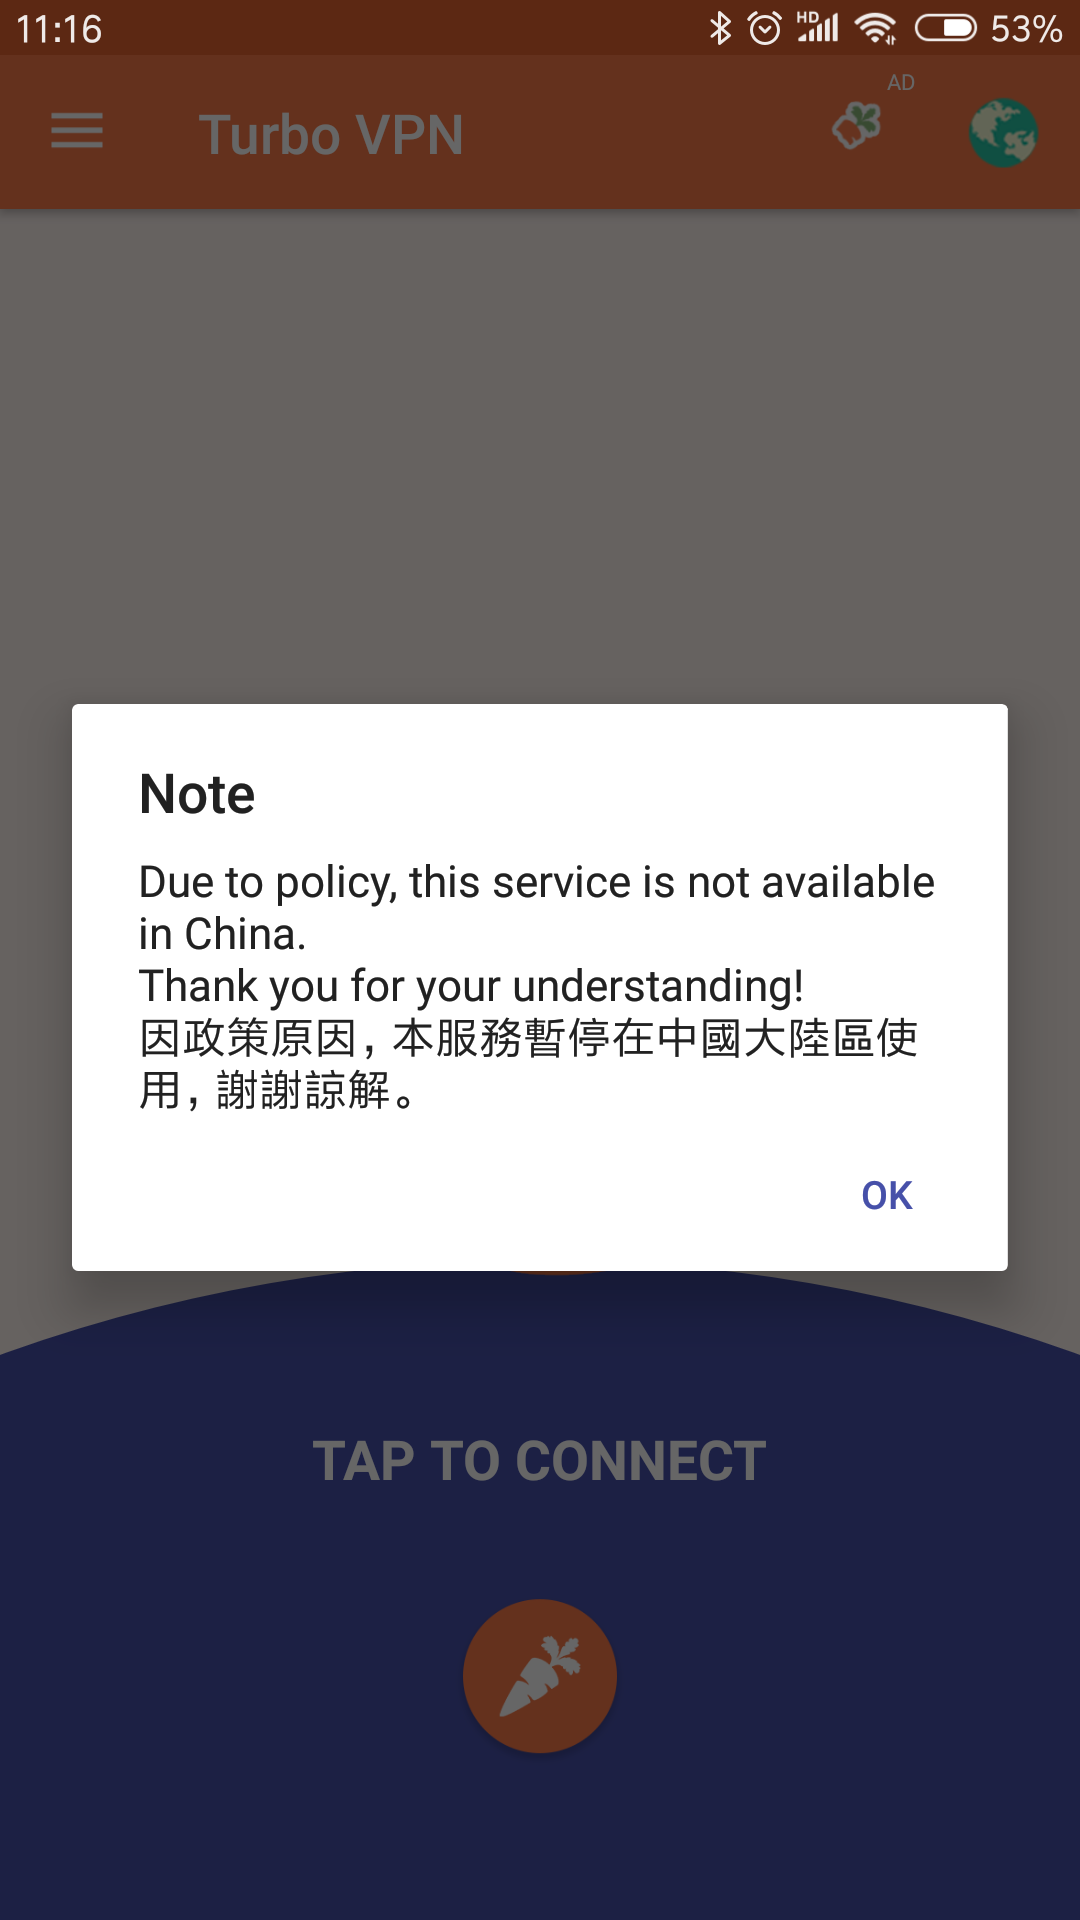 11:16
HD
53%
AD
Turbo VPN
Note
Due to policy, this service is not available
in China.
Thank you for your understanding!
因政策原因，本服務暫停在中國大陸區使
用，謝謝諒解。
OK
TAP TO CONNECT